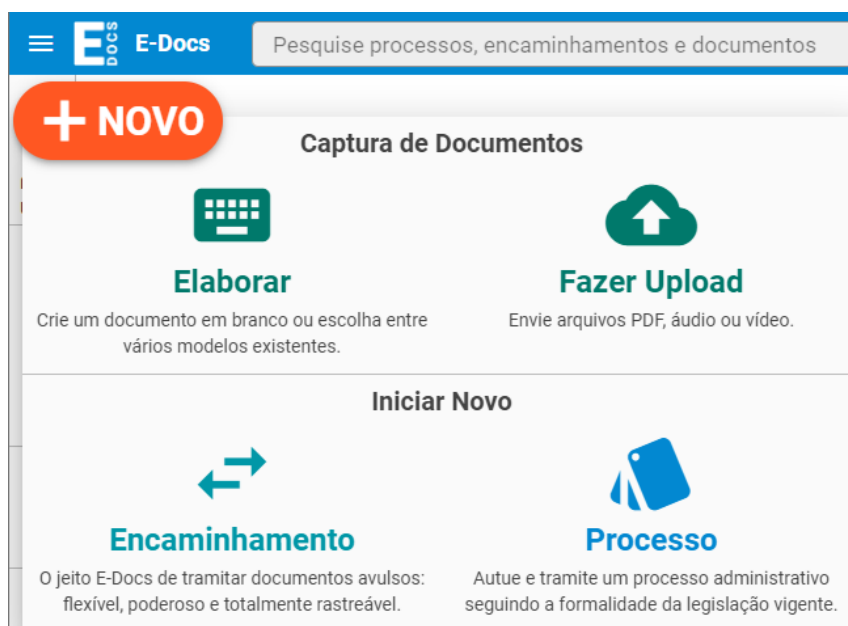 E DOCS E-Docs Pesquise processos, encaminhamentos e documentos
+ NOVO
Captura de Documentos
Elaborar
Crie um documento em branco ou escolha entre
vários modelos existentes.
Fazer Upload
Envie arquivos PDF, áudio ou vídeo.
Iniciar Novo
Encaminhamento
O jeito E-Docs de tramitar documentos avulsos:
flexível, poderoso e totalmente rastreável.
Processo
Autue e tramite um processo administrativo
seguindo a formalidade da legislação vigente.